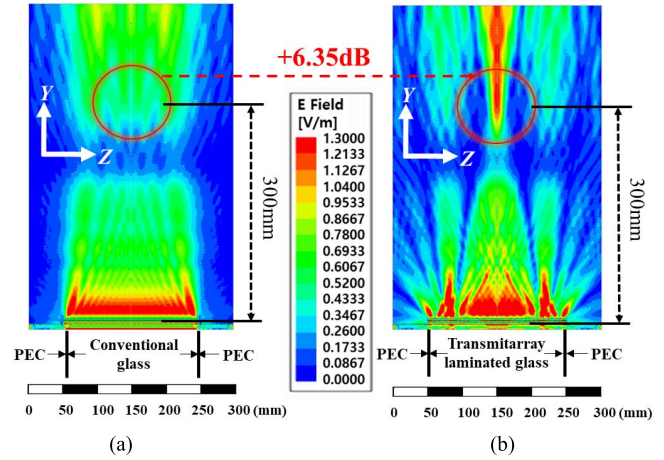 +6.35dB
Y
Z
300mm
PEC
Conventional
glass
PEC
0 50 100 150 200 250 300 (mm)
(a)
E Field
[V/m]
1.3000
1.2133
1.1267
1.0400
0.9533
0.8667
0.7800
0.6933
0.6067
0.5200
0.4333
0.3467
0.2600
0.1733
0.0867
0.0000
Y
Z
300mm
PEC
Transmitarray
laminated glass
PEC
0 50 100 150 200 250 300 (mm)
(b)